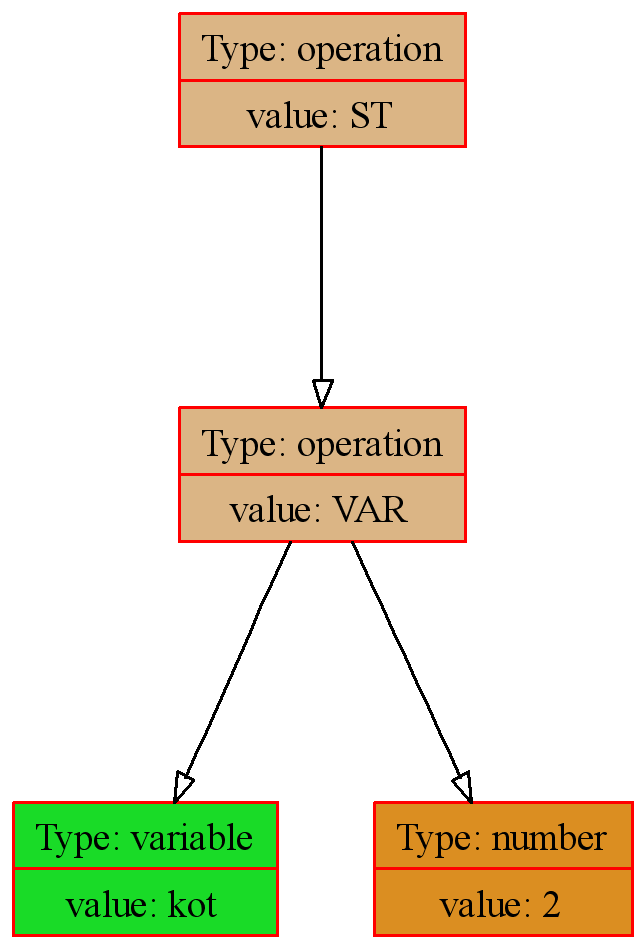 Type: operation
value: ST
Type: operation
value: VAR
Type: variable
value: kot
Type: number
value: 2